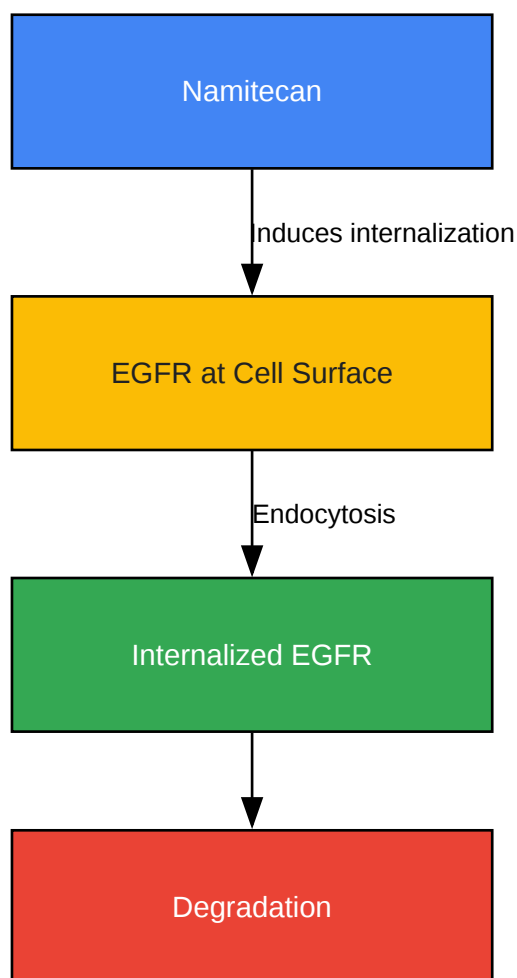 Namitecan
Induces internalization
EGFR at Cell Surface
Endocytosis
Internalized EGFR
Degradation